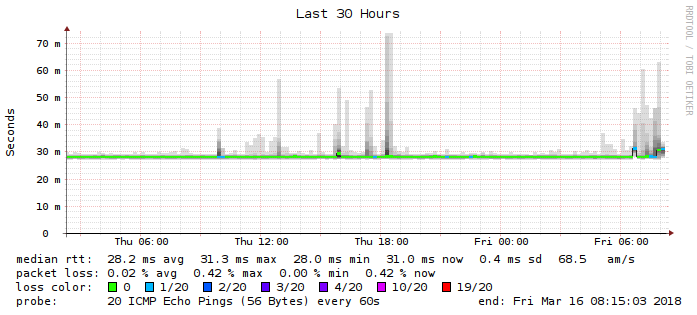 Last 30 Hours
RRDTOOL / TOBI OETIKER
Seconds
70 m
60 m
50 m
40 m
30 m
20 m
10 m
0
Thu 06:00 Thu 12:00 Thu 18:00 Fri 00:00 Fri 06:00
median rtt: 28.2 ms avg 31.3 ms max 28.0 ms min 31.0 ms now 0.4 ms sd 68.5 am/s
packet loss: 0.02 % avg 0.42 % max 0.00 % min 0.42 % now
loss color: 0 1/20 2/20 3/20 4/20 10/20 19/20
probe: 20 ICMP Echo Pings (56 Bytes) every 60s end: Fri Mar 16 08:15:03 2018